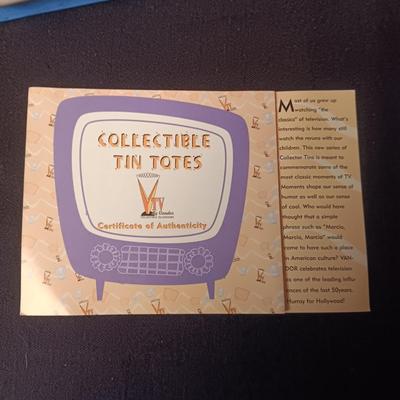 COLLECTIBLE
TIN TOTES
VTV
by Vandor
Certificate of Authenticity
Most of us grew up
watching "the
classics" of television. What's
interesting is how many still
watch the reruns with our
children. This new series of
Collector Tins is meant to
commemorate some of the
most classic moments of TV.
Moments shape our sense of
humor as well as our sense
of cool. Who would have
thought that a simple
phrase such as "Marcia,
Marcia, Marcia" would
come to have such a place
in American culture? VAN-
DOR celebrates television
as one of the leading influ-
ences of the last 50years.
Hurray for Hollywood!